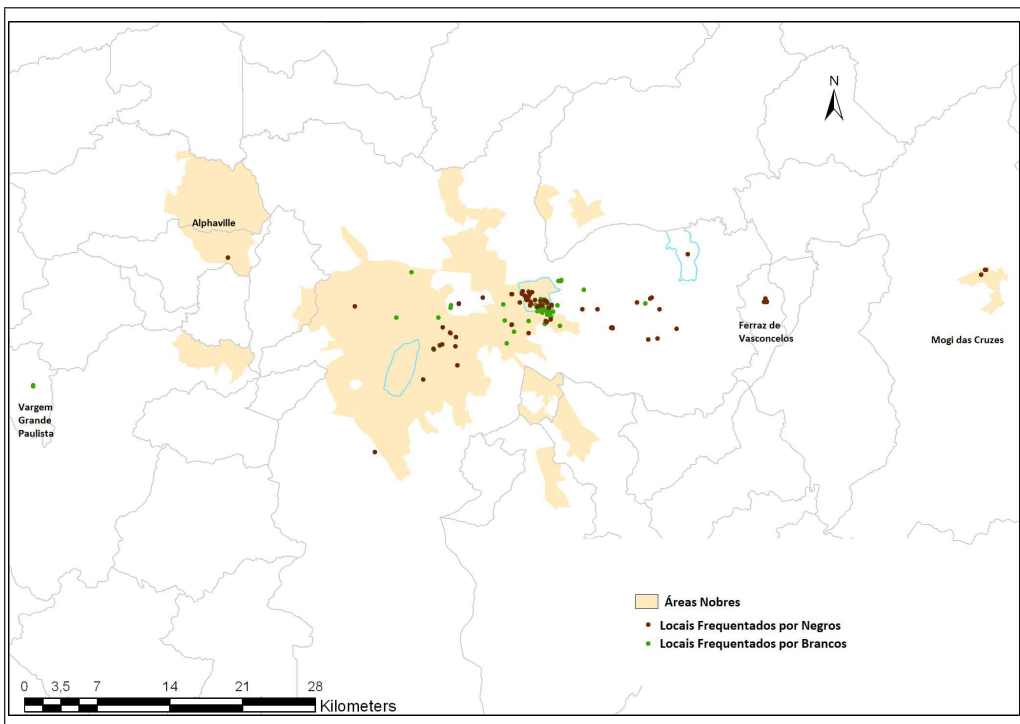 N
Alphaville
Ferraz de
Vasconcelos
Mogi das Cruzes
Vargem
Grande
Paulista
Áreas Nobres
Locais Frequentados por Negros
Locais Frequentados por Brancos
0 3,5 7 14 21 28
Kilometers